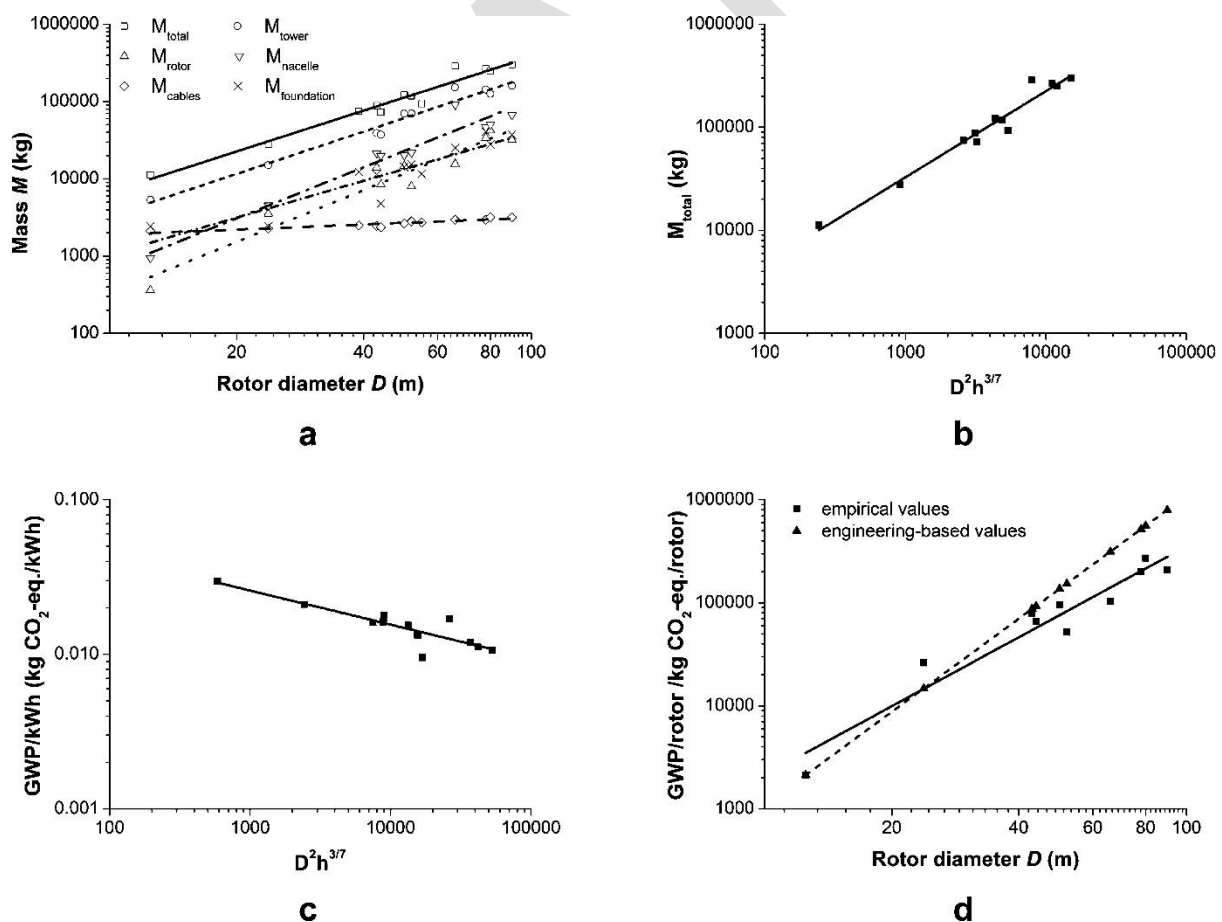 1000000
100000
10000
1000
100
Mass M (kg)
M_total
M_tower
M_rotor
M_nacelle
M_cables
M_foundation
20
40
60
80
100
Rotor diameter D (m)
a
1000000
100000
10000
1000
M_total (kg)
100
1000
10000
100000
D²h^3/7
b
0.100
0.010
0.001
GWP/kWh (kg CO₂-eq./kWh)
100
1000
10000
100000
D²h^3/7
c
1000000
100000
10000
1000
GWP/rotor /kg CO₂-eq./rotor)
empirical values
engineering-based values
20
40
60
80
100
Rotor diameter D (m)
d